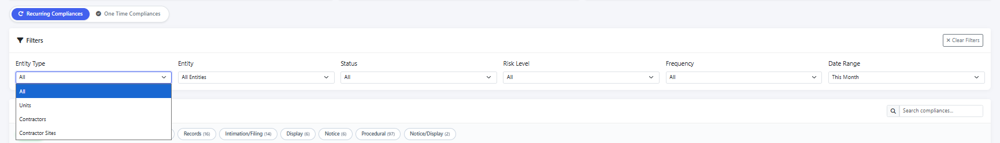 Recurring Compliances One Time Compliances
Filters
× Clear Filters
Entity Type Entity Status Risk Level Frequency Date Range
All All Entities All All All This Month
All
Units
Search compliances...
Contractors
Contractor Sites
Records (16) Intimation/Filing (14) Display (6) Notice (6) Procedural (97) Notice/Display (2)